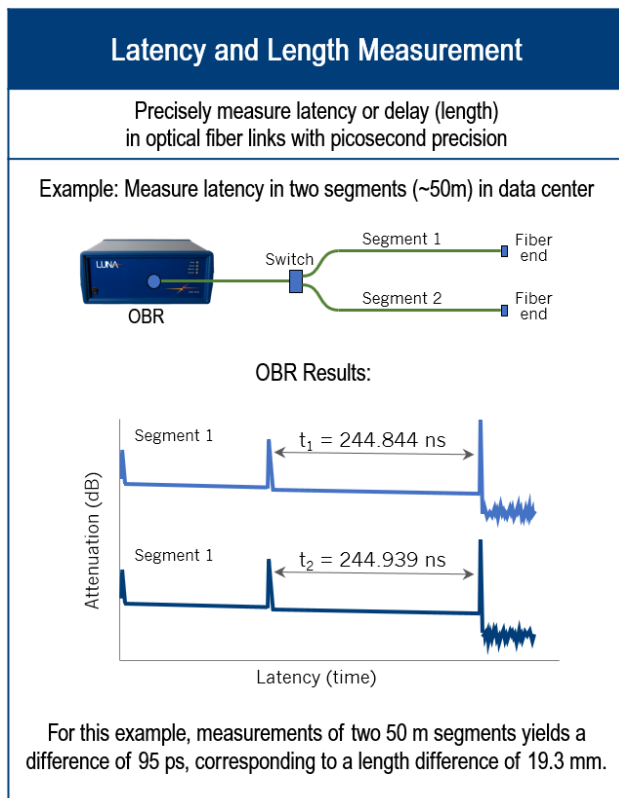 Latency and Length Measurement
Precisely measure latency or delay (length)
in optical fiber links with picosecond precision
Example: Measure latency in two segments (~50m) in data center
LUNA
OBR
Switch
Segment 1
Fiber
end
Segment 2
Fiber
end
OBR Results:
Attenuation (dB)
Segment 1
t₁ = 244.844 ns
Segment 1
t₂ = 244.939 ns
Latency (time)
For this example, measurements of two 50 m segments yields a
difference of 95 ps, corresponding to a length difference of 19.3 mm.